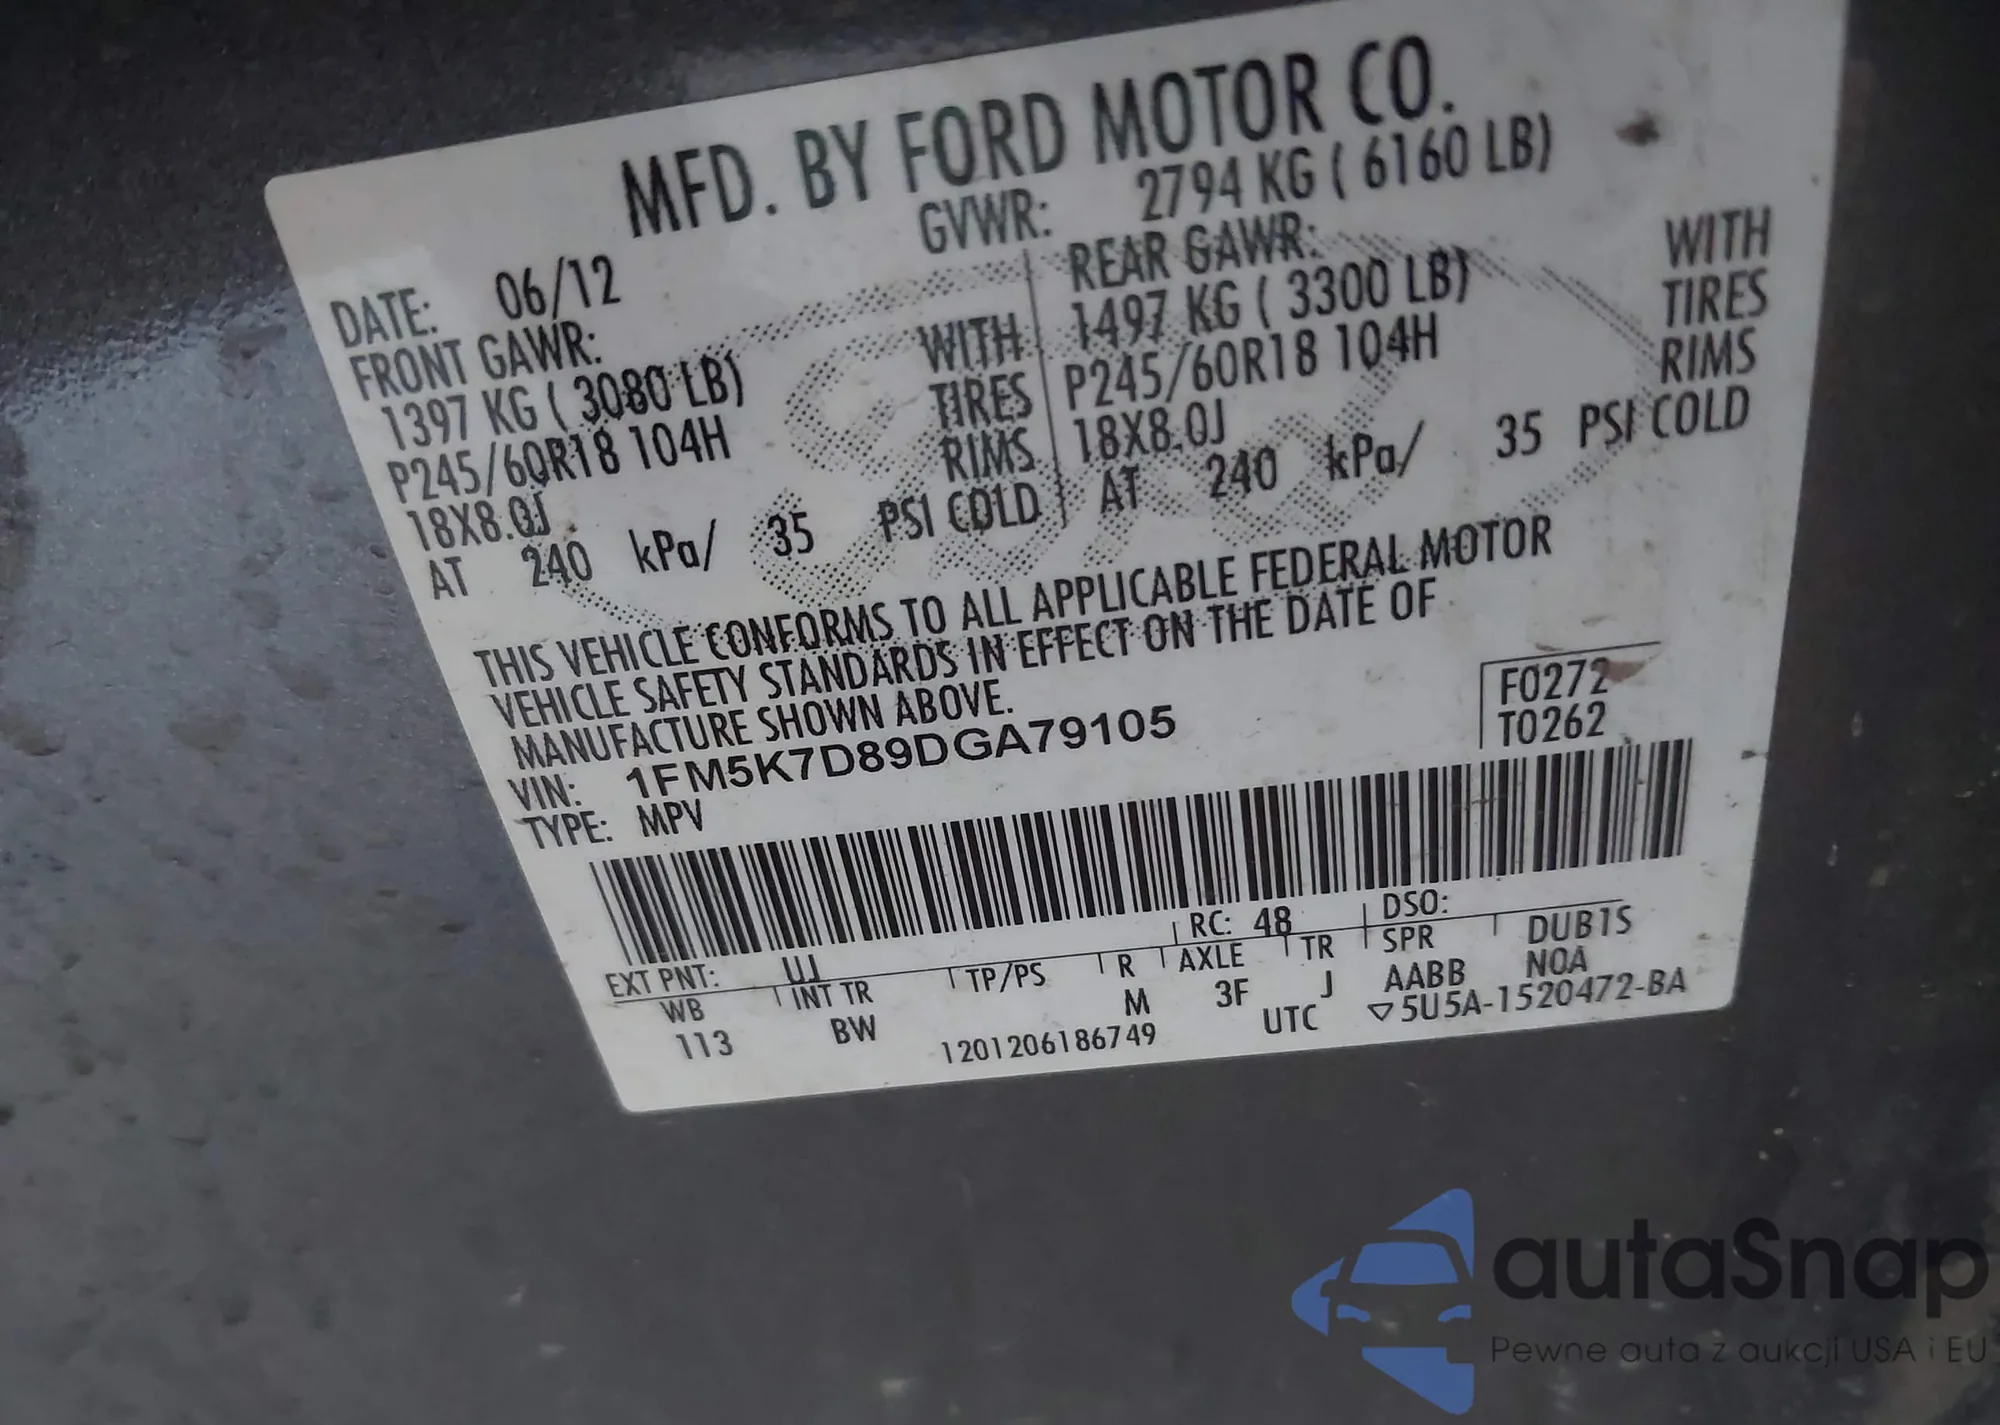 MFD. BY FORD MOTOR CO.
GVWR: 2794 KG ( 6160 LB)
DATE: 06/12
FRONT GAWR:
1397 KG ( 3080 LB)
P245/60R18 104H
18X8.0J
AT 240 kPa/ 35 PSI COLD
WITH
TIRES
RIMS
REAR GAWR:
1497 KG ( 3300 LB)
P245/60R18 104H
18X8.0J
AT 240 kPa/ 35 PSI COLD
WITH
TIRES
RIMS
THIS VEHICLE CONFORMS TO ALL APPLICABLE FEDERAL MOTOR
VEHICLE SAFETY STANDARDS IN EFFECT ON THE DATE OF
MANUFACTURE SHOWN ABOVE.
VIN: 1FM5K7D89DGA79105
TYPE: MPV
F0272
T0262
EXT PNT: UJ RC: 48 DSO:
WB INT TR TP/PS R AXLE TR SPR DUB1S
113 BW M 3F J AABB NOA
1201206186749 UTC ▽5U5A-1520472-BA
autaSnap
Pewne auta z aukcji USA i EU